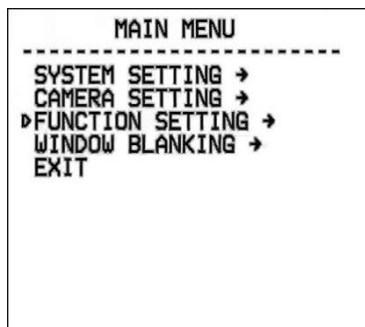 MAIN MENU
SYSTEM SETTING →
CAMERA SETTING →
FUNCTION SETTING →
WINDOW BLANKING →
EXIT